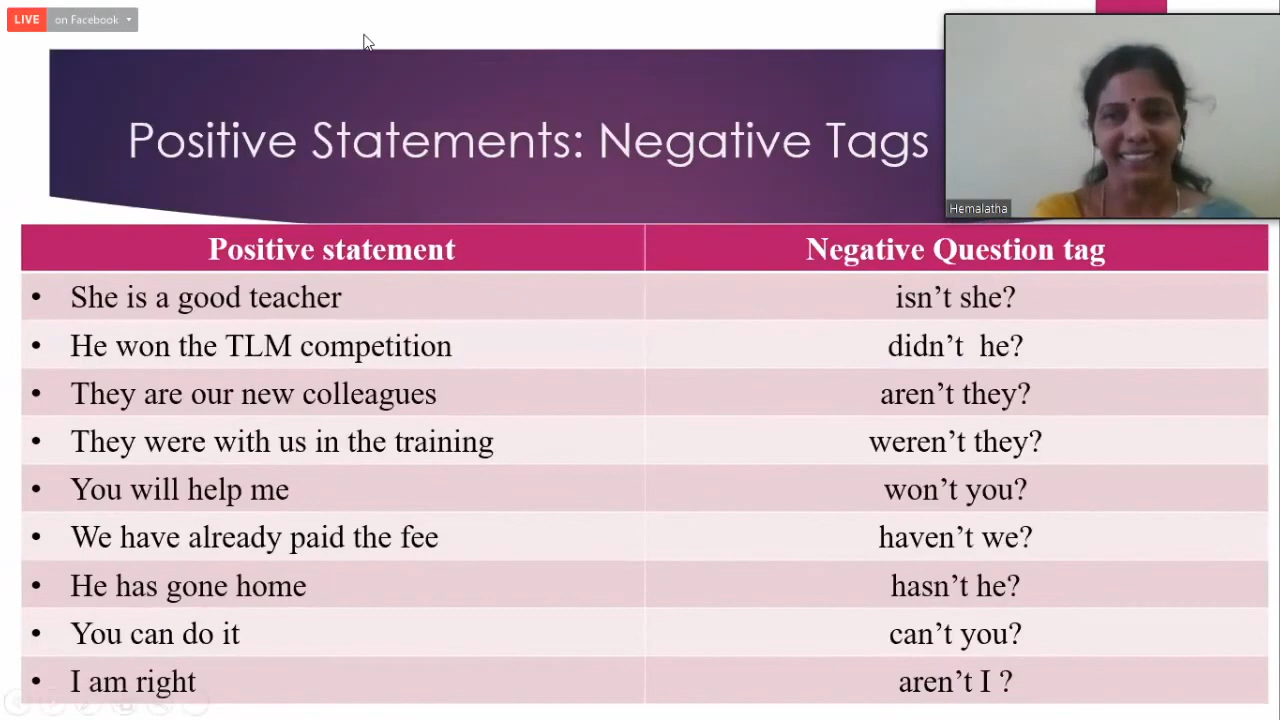 LIVE on Facebook
Positive Statements: Negative Tags
Hemalatha
Positive statement Negative Question tag
• She is a good teacher isn’t she?
• He won the TLM competition didn’t he?
• They are our new colleagues aren’t they?
• They were with us in the training weren’t they?
• You will help me won’t you?
• We have already paid the fee haven’t we?
• He has gone home hasn’t he?
• You can do it can’t you?
• I am right aren’t I ?